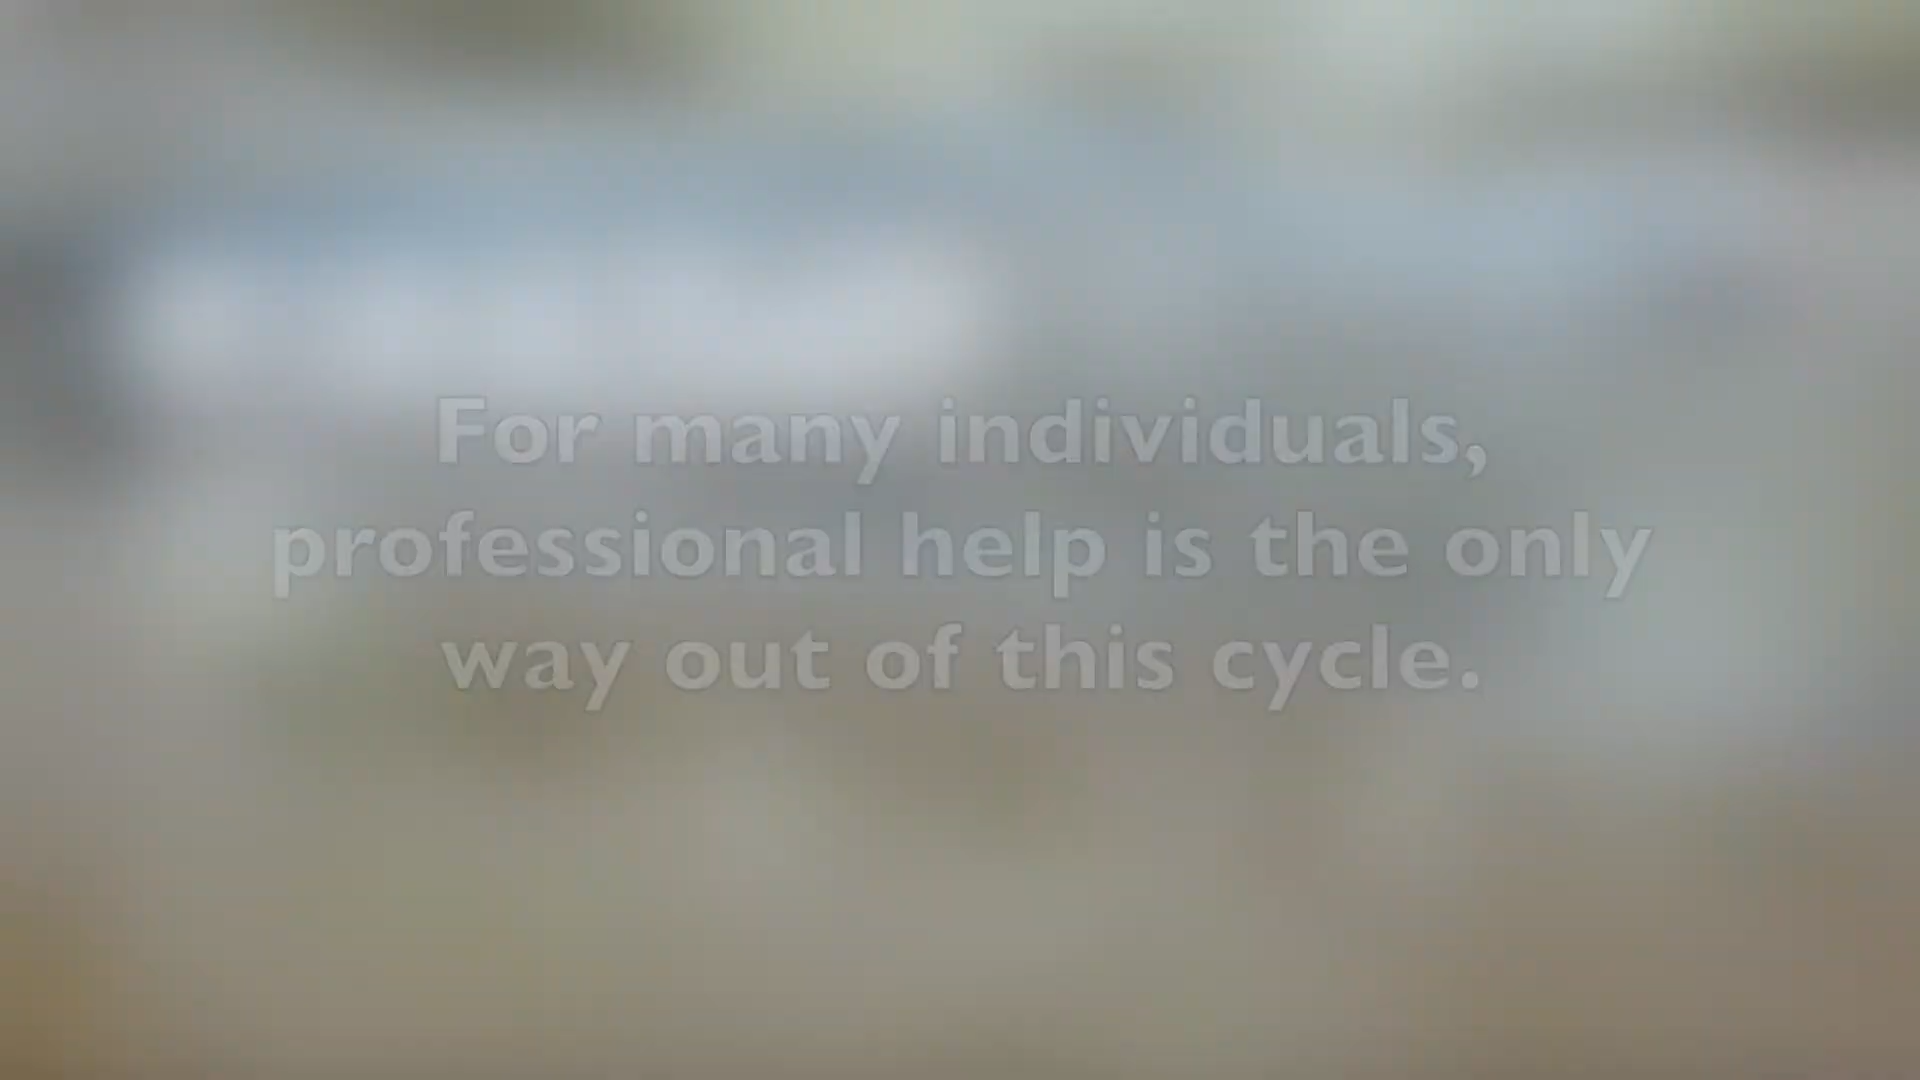 For many individuals,
professional help is the only
way out of this cycle.